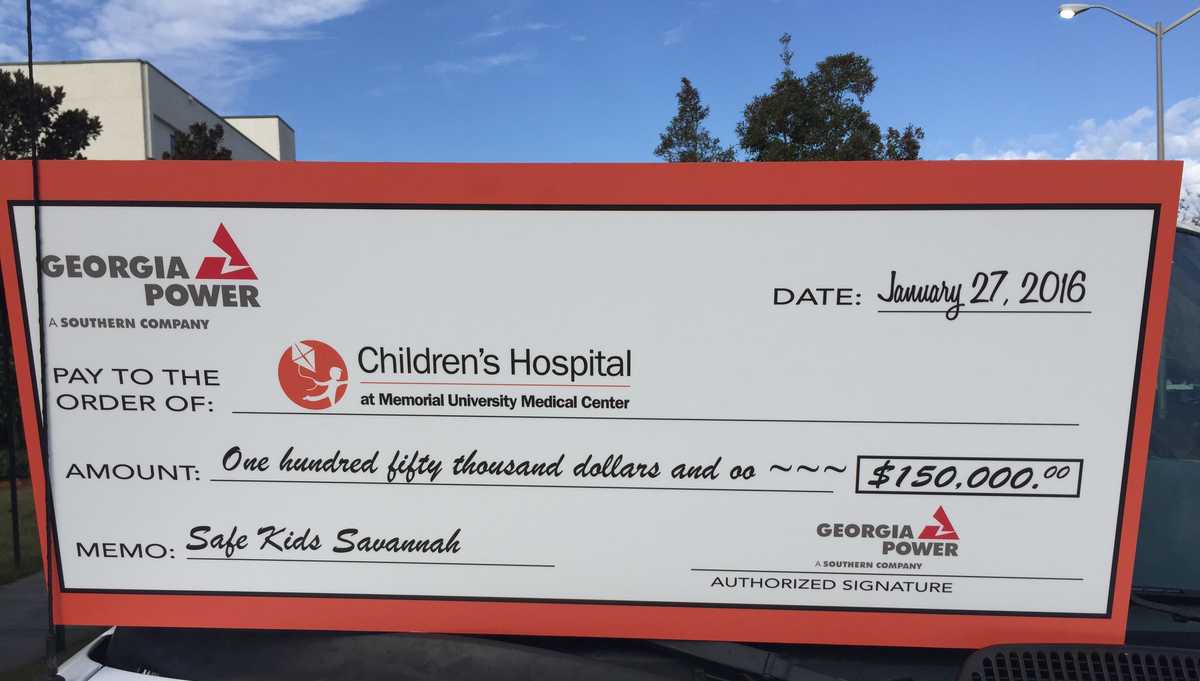 GEORGIA
POWER
A SOUTHERN COMPANY
DATE: January 27, 2016
PAY TO THE
ORDER OF:
Children's Hospital
at Memorial University Medical Center
AMOUNT: One hundred fifty thousand dollars and oo ~~~ $150,000.00
MEMO: Safe Kids Savannah
GEORGIA
POWER
A SOUTHERN COMPANY
AUTHORIZED SIGNATURE